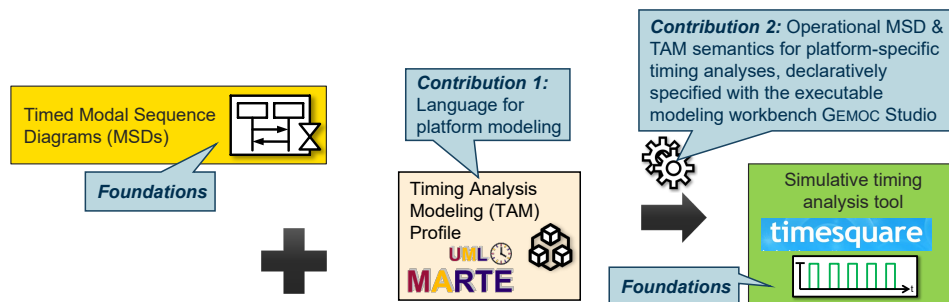 Timed Modal Sequence
Diagrams (MSDs)
Foundations
Contribution 1:
Language for
platform modeling
Timing Analysis
Modeling (TAM)
Profile
UML
MARTE
Contribution 2: Operational MSD &
TAM semantics for platform-specific
timing analyses, declaratively
specified with the executable
modeling workbench GEMOC Studio
Simulative timing
analysis tool
timesquare
Foundations
t